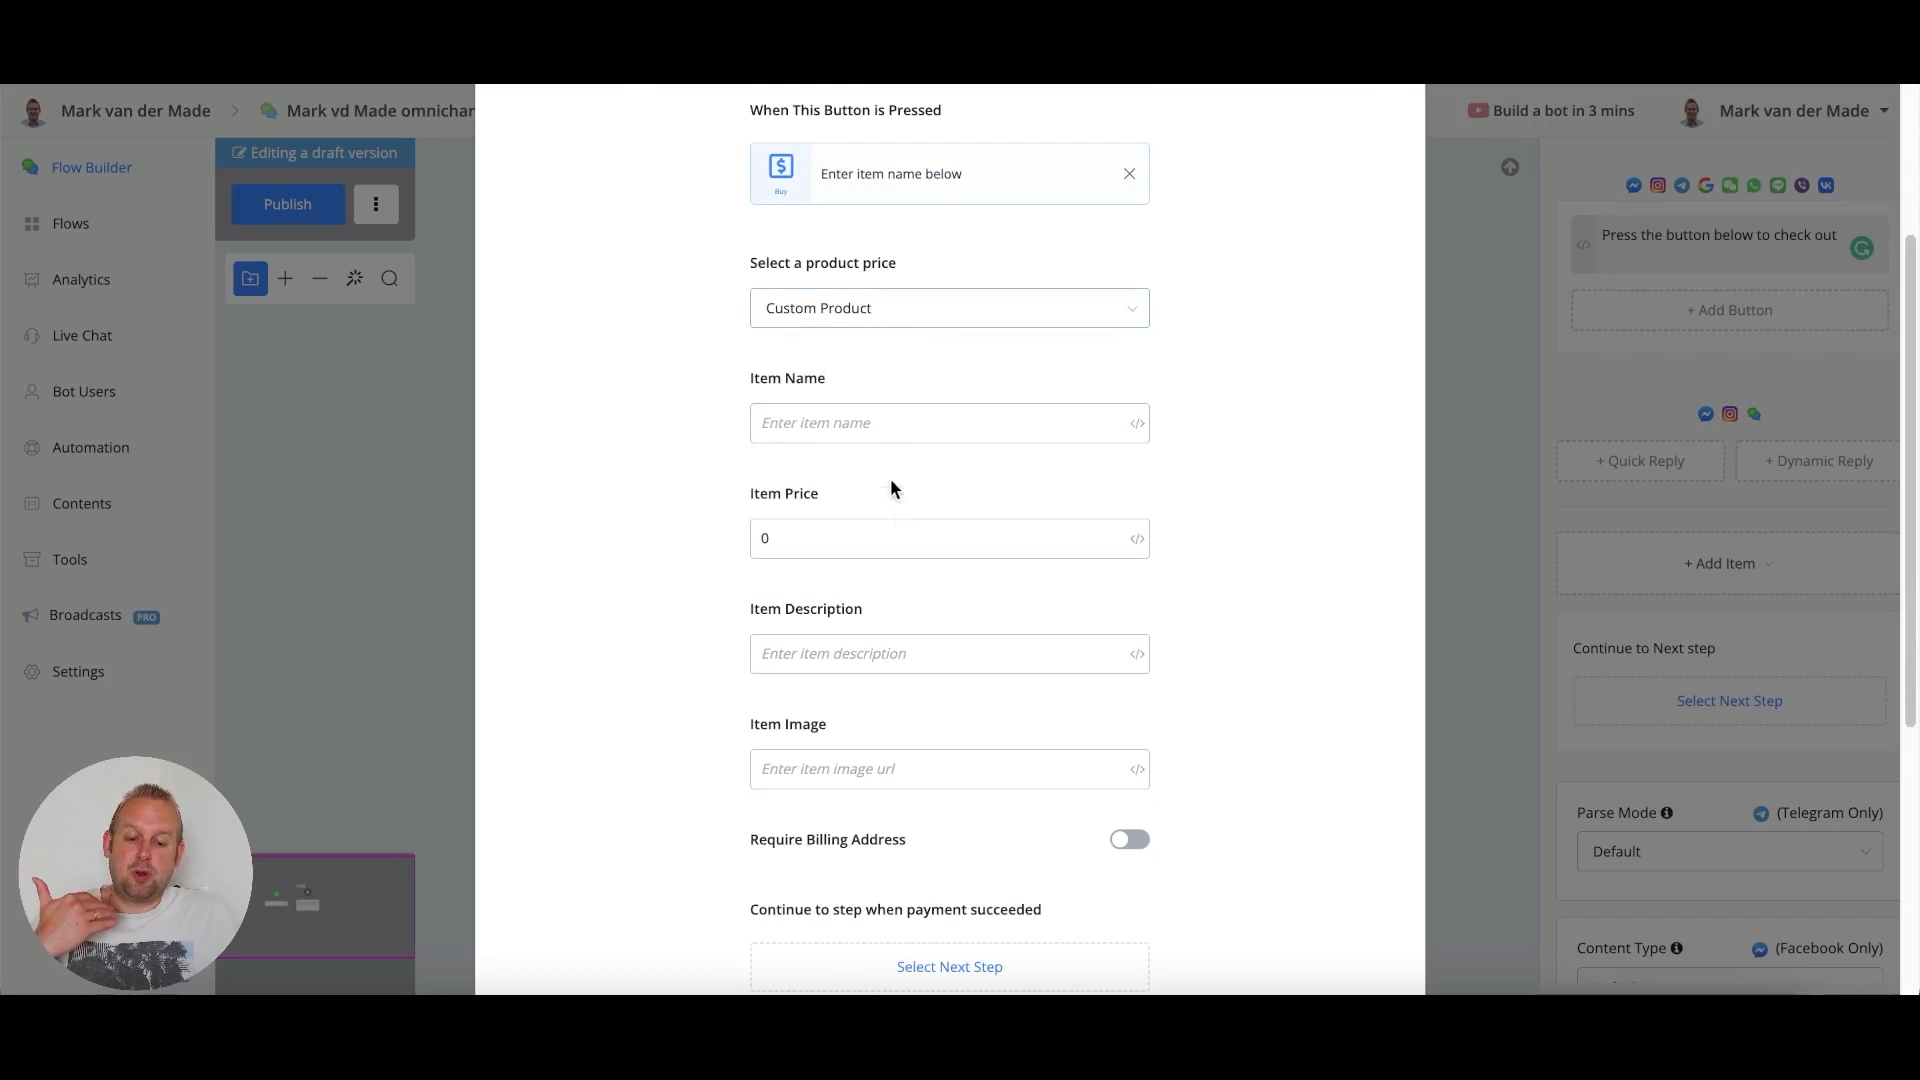 Mark van der Made
Mark vd Made omnichar
Build a bot in 3 mins
Mark van der Made
Flow Builder
Flows
Analytics
Live Chat
Bot Users
Automation
Contents
Tools
Broadcasts PRO
Settings
Editing a draft version
Publish
When This Button is Pressed
Buy
Enter item name below
Select a product price
Custom Product
Item Name
Enter item name
Item Price
0
Item Description
Enter item description
Item Image
Enter item image url
Require Billing Address
Continue to step when payment succeeded
Select Next Step
Press the button below to check out
+ Add Button
+ Quick Reply
+ Dynamic Reply
+ Add Item
Continue to Next step
Select Next Step
Parse Mode
(Telegram Only)
Default
Content Type
(Facebook Only)